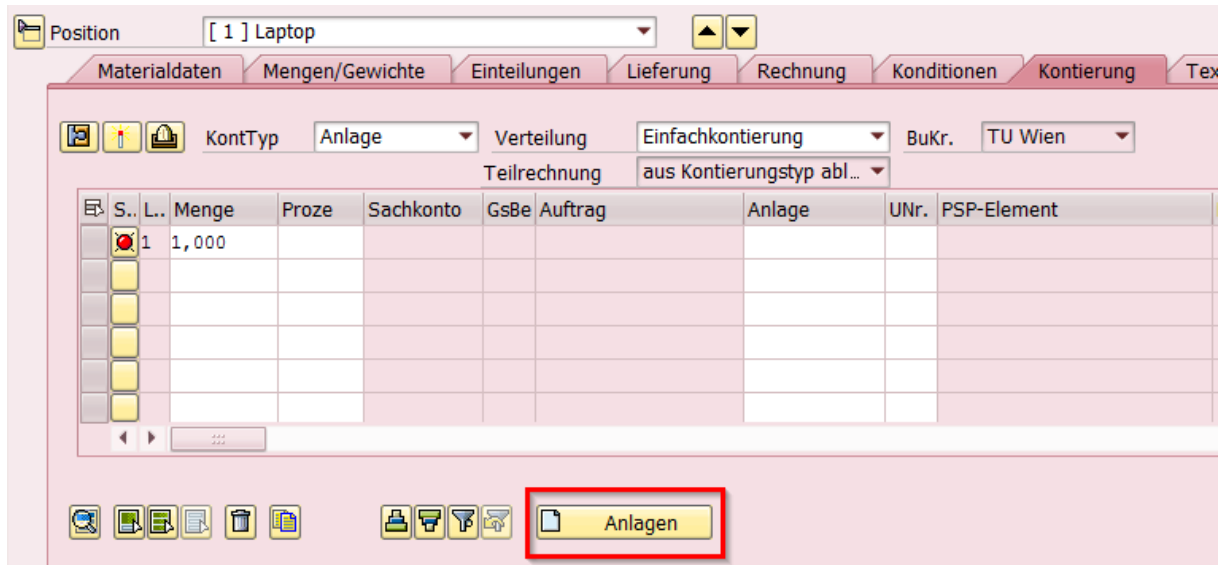 Position [ 1 ] Laptop
Materialdaten Mengen/Gewichte Einteilungen Lieferung Rechnung Konditionen Kontierung Tex
KontTyp Anlage Verteilung Einfachkontierung BuKr. TU Wien
Teilrechnung aus Kontierungstyp abl...
S.. L.. Menge Proze Sachkonto GsBe Auftrag Anlage UNr. PSP-Element
1 1,000
Anlagen